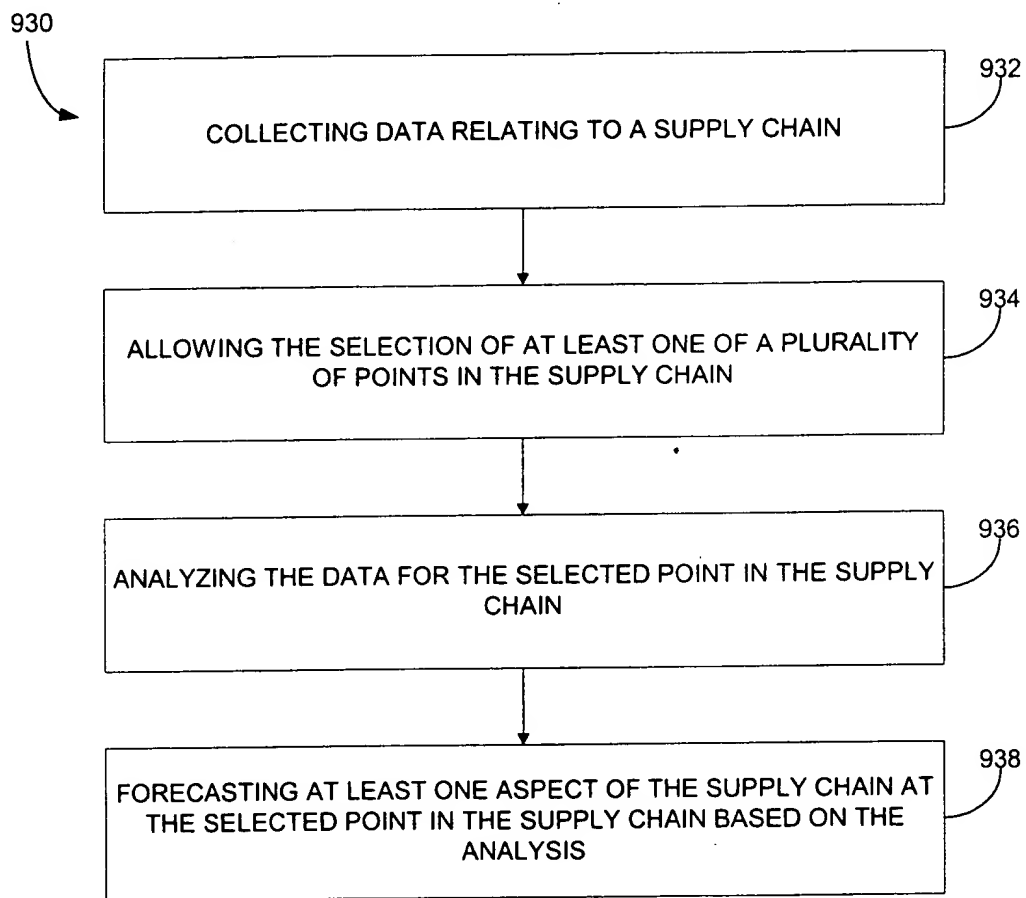 930
932
COLLECTING DATA RELATING TO A SUPPLY CHAIN
934
ALLOWING THE SELECTION OF AT LEAST ONE OF A PLURALITY
OF POINTS IN THE SUPPLY CHAIN
936
ANALYZING THE DATA FOR THE SELECTED POINT IN THE SUPPLY
CHAIN
938
FORECASTING AT LEAST ONE ASPECT OF THE SUPPLY CHAIN AT
THE SELECTED POINT IN THE SUPPLY CHAIN BASED ON THE
ANALYSIS